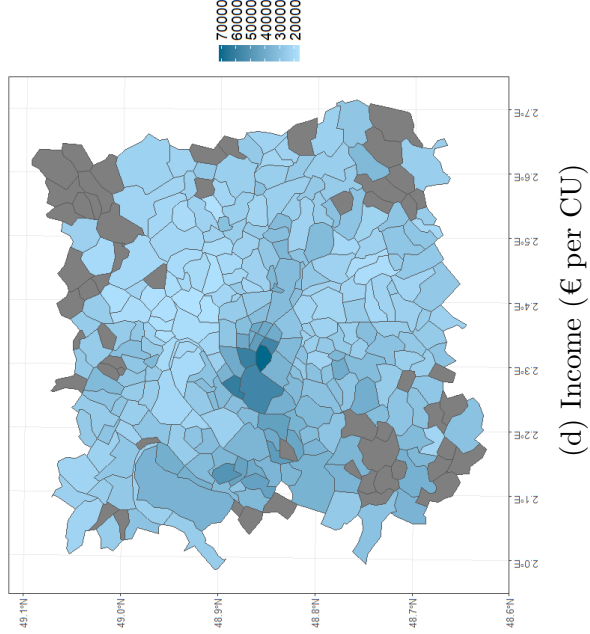 70000
60000
50000
40000
30000
20000
49.1°N
49.0°N
48.9°N
48.8°N
48.7°N
48.6°N
2.0°E
2.1°E
2.2°E
2.3°E
2.4°E
2.5°E
2.6°E
2.7°E
(d) Income (€ per CU)